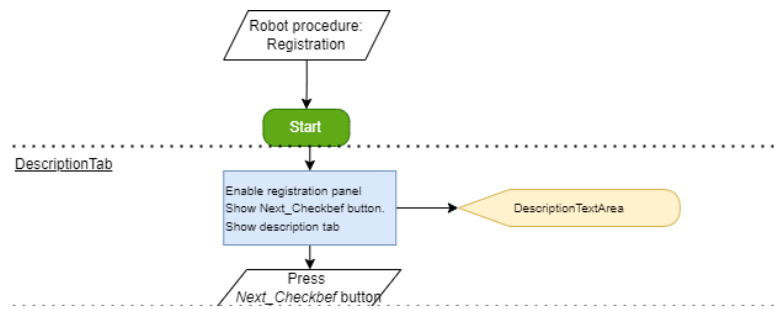 Robot procedure:
Registration
Start
DescriptionTab
Enable registration panel
Show Next_Checkbef button.
Show description tab
DescriptionTextArea
Press
Next_Checkbef button